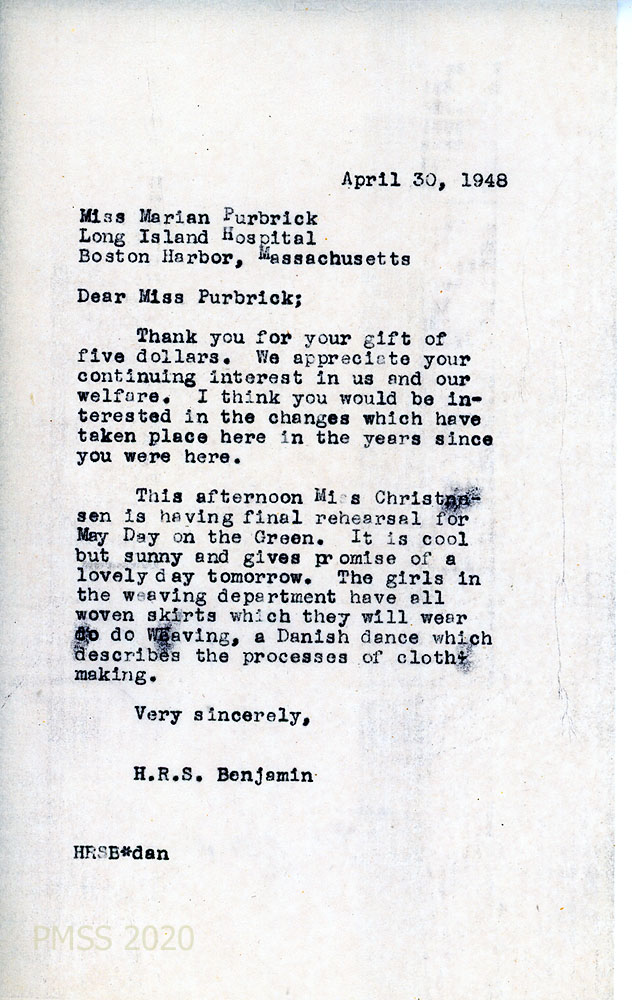 April 30, 1948
Miss Marian Purbrick
Long Island Hospital
Boston Harbor, Massachusetts
Dear Miss Purbrick;
Thank you for your gift of
five dollars. We appreciate your
continuing interest in us and our
welfare. I think you would be in-
terested in the changes which have
taken place here in the years since
you were here.
This afternoon Miss Christen-
sen is having final rehearsal for
May Day on the Green. It is cool
but sunny and gives promise of a
lovely day tomorrow. The girls in
the weaving department have all
woven skirts which they will wear
to do Weaving, a Danish dance which
describes the processes of cloth
making.
Very sincerely,
H.R.S. Benjamin
HRSB*dan
PMSS 2020